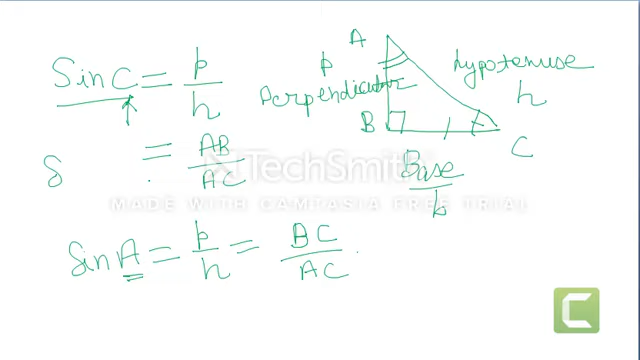 A
Sin C = p/h
p
Perpendicular
hypotenuse
h
B
C
= AB/AC
Base
b
TechSmith
MADE WITH CAMTASIA FREE TRIAL
Sin A = p/h = BC/AC
C